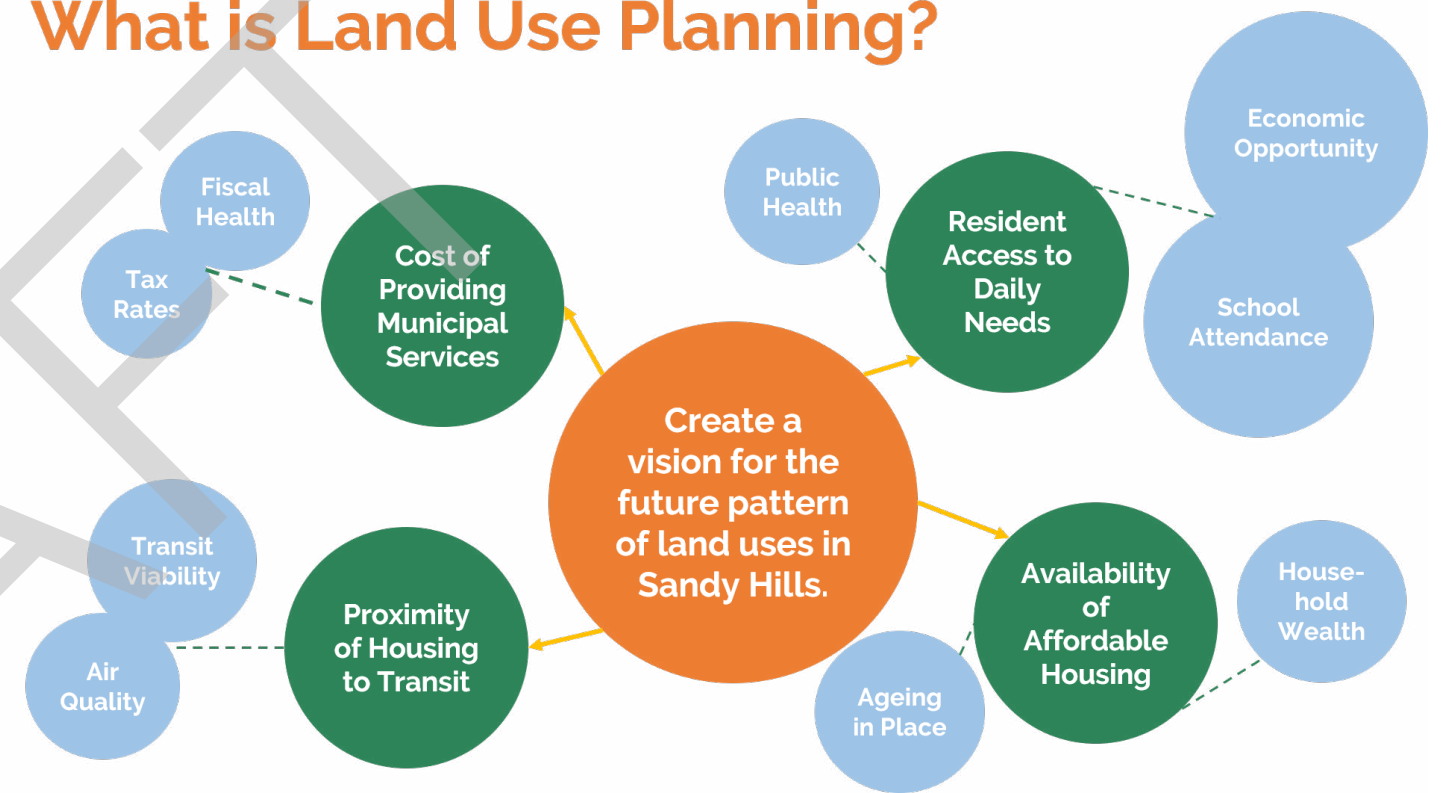 What is Land Use Planning?
Fiscal
Health
Tax
Rates
Cost of
Providing
Municipal
Services
Public
Health
Resident
Access to
Daily
Needs
Economic
Opportunity
School
Attendance
Create a
vision for the
future pattern
of land uses in
Sandy Hills.
Transit
Viability
Air
Quality
Proximity
of Housing
to Transit
Ageing
in Place
Availability
of
Affordable
Housing
House-
hold
Wealth